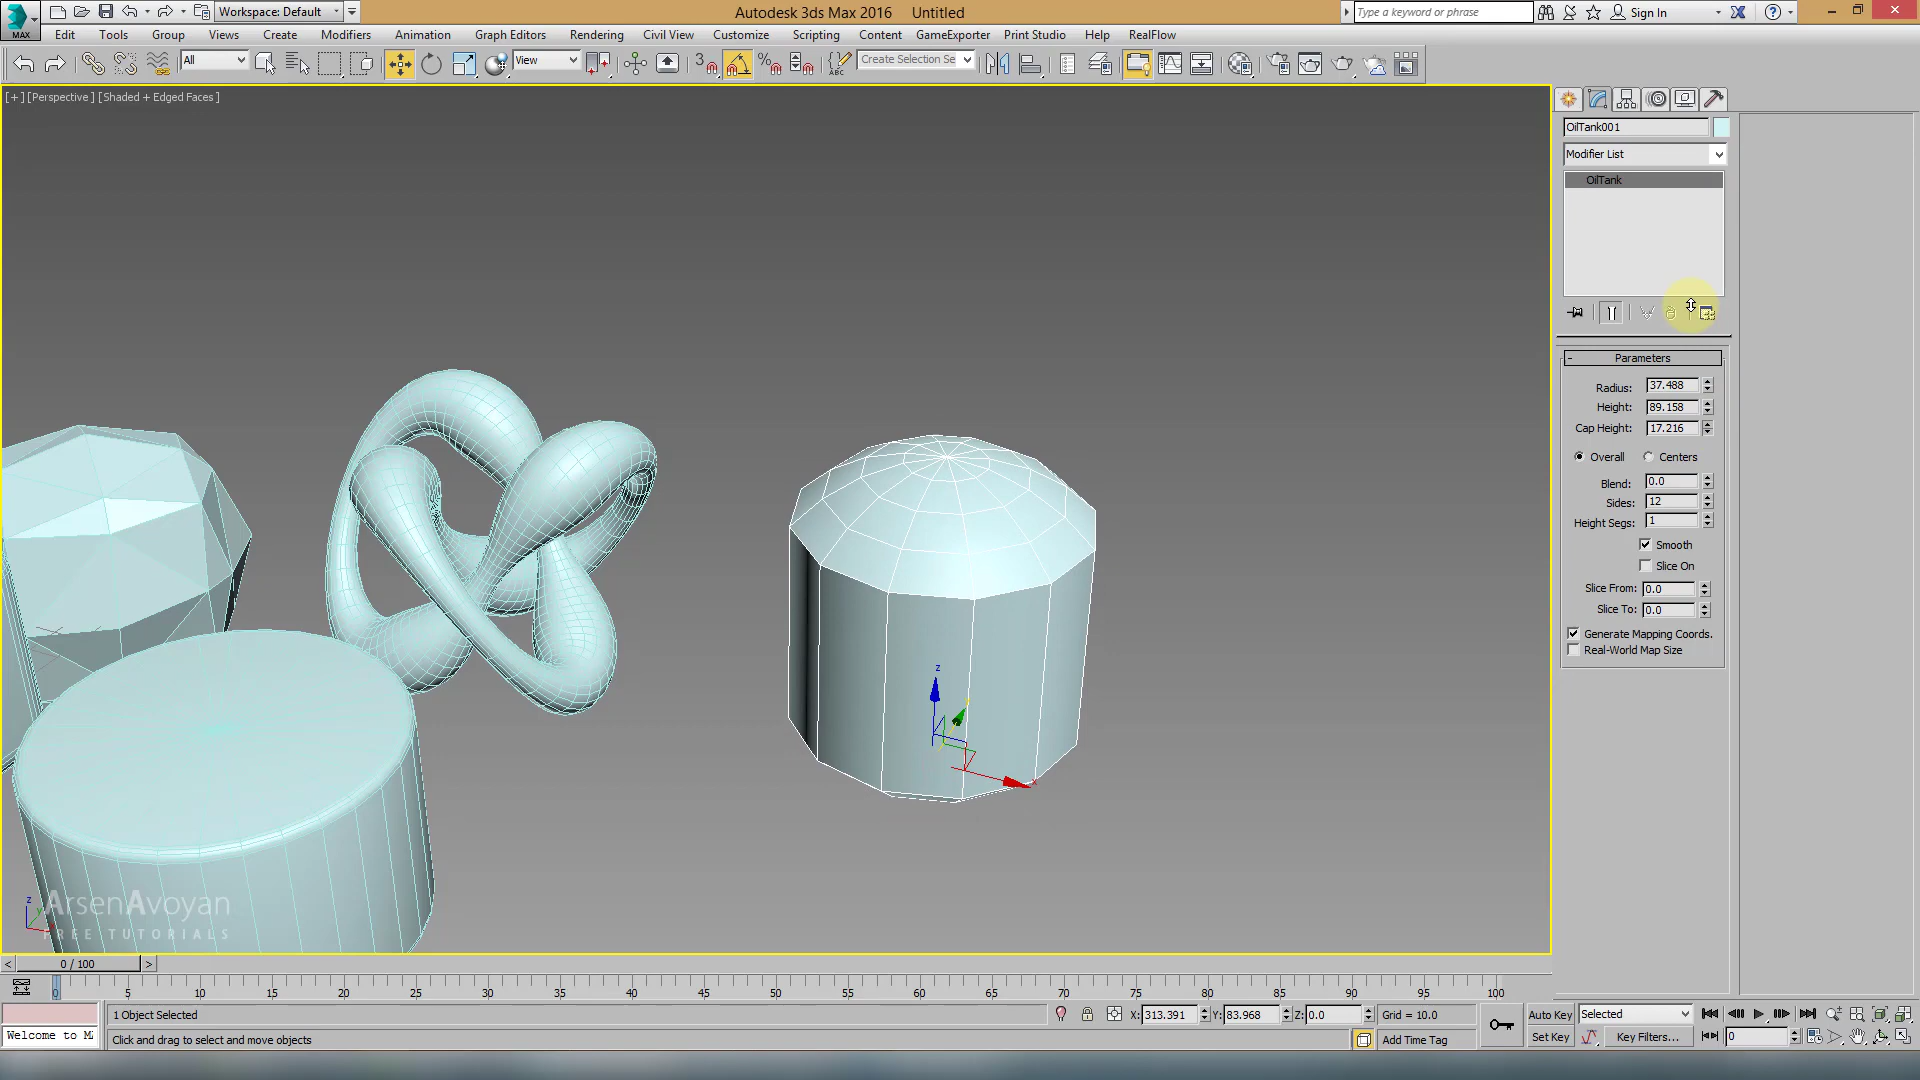 MAX
Workspace: Default
Autodesk 3ds Max 2016 Untitled
Type a keyword or phrase
Sign In
Edit Tools Group Views Create Modifiers Animation Graph Editors Rendering Civil View Customize Scripting Content GameExporter Print Studio Help RealFlow
All
View
3
ABC
Create Selection Se
[+] [Perspective] [Shaded + Edged Faces]
OilTank001
Modifier List
OilTank
- Parameters
Radius: 37.488
Height: 89.158
Cap Height: 17.216
Overall Centers
Blend: 0.0
Sides: 12
Height Segs: 1
Smooth
Slice On
Slice From: 0.0
Slice To: 0.0
Generate Mapping Coords.
Real-World Map Size
z
x
z
y
ArsenAvoyan
FREE TUTORIALS
< 0 / 100 >
0 5 10 15 20 25 30 35 40 45 50 55 60 65 70 75 80 85 90 95 100
1 Object Selected
X: 313.391 Y: 83.968 Z: 0.0
Grid = 10.0
Auto Key
Selected
Welcome to M
Click and drag to select and move objects
Add Time Tag
Set Key
Key Filters...
0